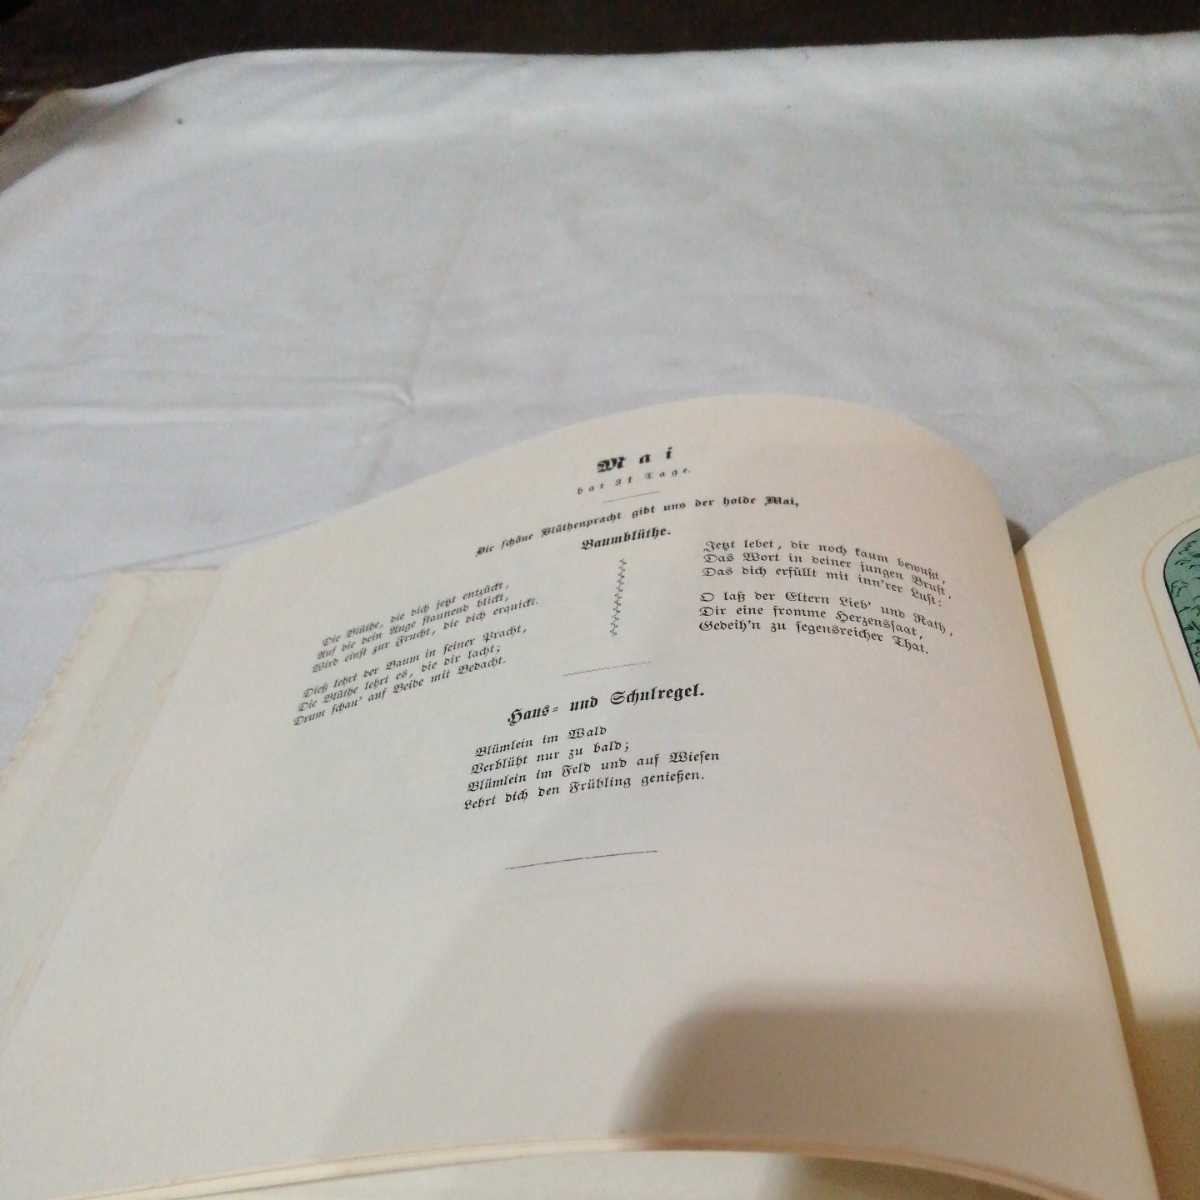 Mai
hat 31 Tage.
Die schöne Blüthenpracht gibt uns der holde Mai,
Baumblüthe.
Die Blüthe, die dich jetzt entzückt,
Auf die dein Auge staunend blickt,
Wird einst zur Frucht, die dich erquickt.
Dieß lehrt der Baum in seiner Pracht,
Die Blüthe lehrt es, die dir lacht;
Drum schau' auf Beide mit Bedacht.
Jetzt lebet, dir noch kaum bewußt,
Das Wort in deiner jungen Brust,
Das dich erfüllt mit inn'rer Lust:
O laß der Eltern Lieb' und Rath,
Dir eine fromme Herzenssaat,
Gedeih'n zu segensreicher That.
Haus- und Schulregel.
Blümlein im Wald
Verblüht nur zu bald;
Blümlein im Feld und auf Wiesen
Lehrt dich den Frühling genießen.